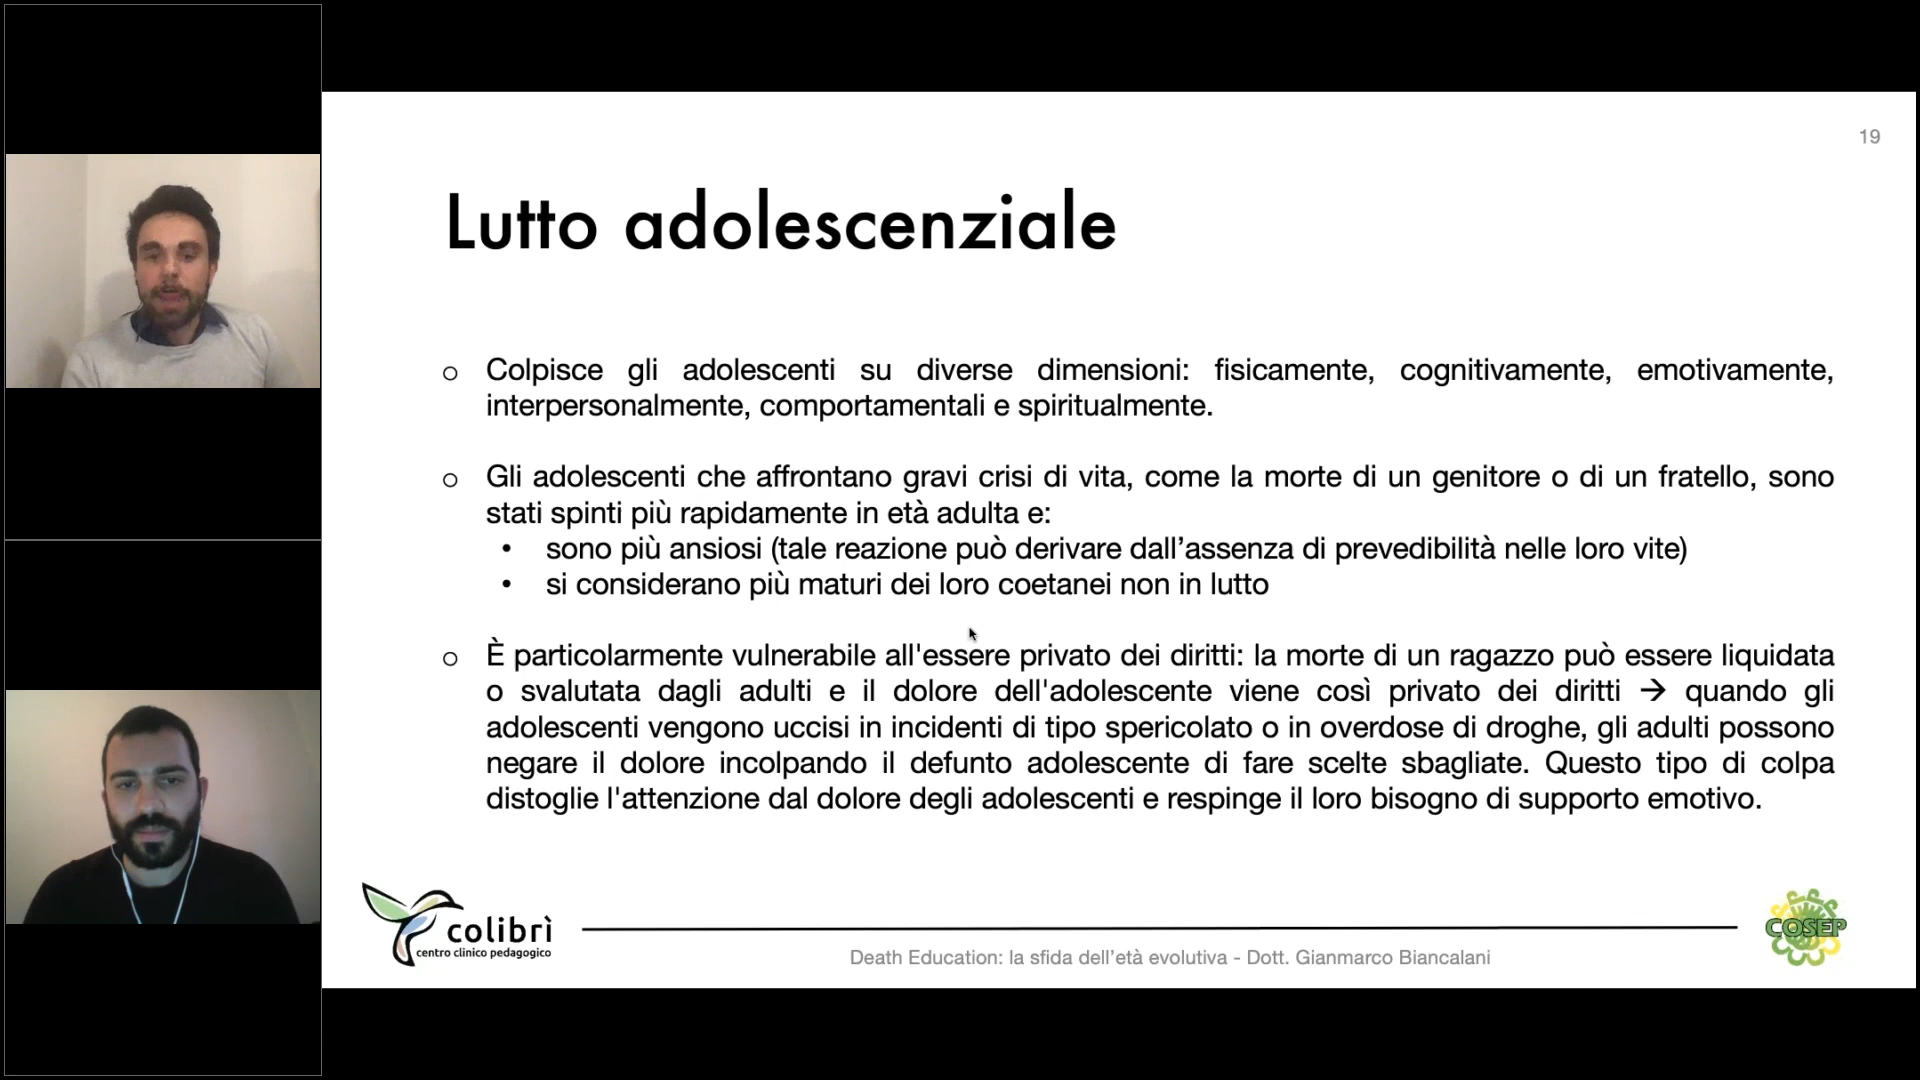 19
Lutto adolescenziale
o Colpisce gli adolescenti su diverse dimensioni: fisicamente, cognitivamente, emotivamente,
interpersonalmente, comportamentali e spiritualmente.
o Gli adolescenti che affrontano gravi crisi di vita, come la morte di un genitore o di un fratello, sono
stati spinti più rapidamente in età adulta e:
• sono più ansiosi (tale reazione può derivare dall’assenza di prevedibilità nelle loro vite)
• si considerano più maturi dei loro coetanei non in lutto
o È particolarmente vulnerabile all'essere privato dei diritti: la morte di un ragazzo può essere liquidata
o svalutata dagli adulti e il dolore dell'adolescente viene così privato dei diritti → quando gli
adolescenti vengono uccisi in incidenti di tipo spericolato o in overdose di droghe, gli adulti possono
negare il dolore incolpando il defunto adolescente di fare scelte sbagliate. Questo tipo di colpa
distoglie l'attenzione dal dolore degli adolescenti e respinge il loro bisogno di supporto emotivo.
colibrì
centro clinico pedagogico
Death Education: la sfida dell’età evolutiva - Dott. Gianmarco Biancalani
COSEP